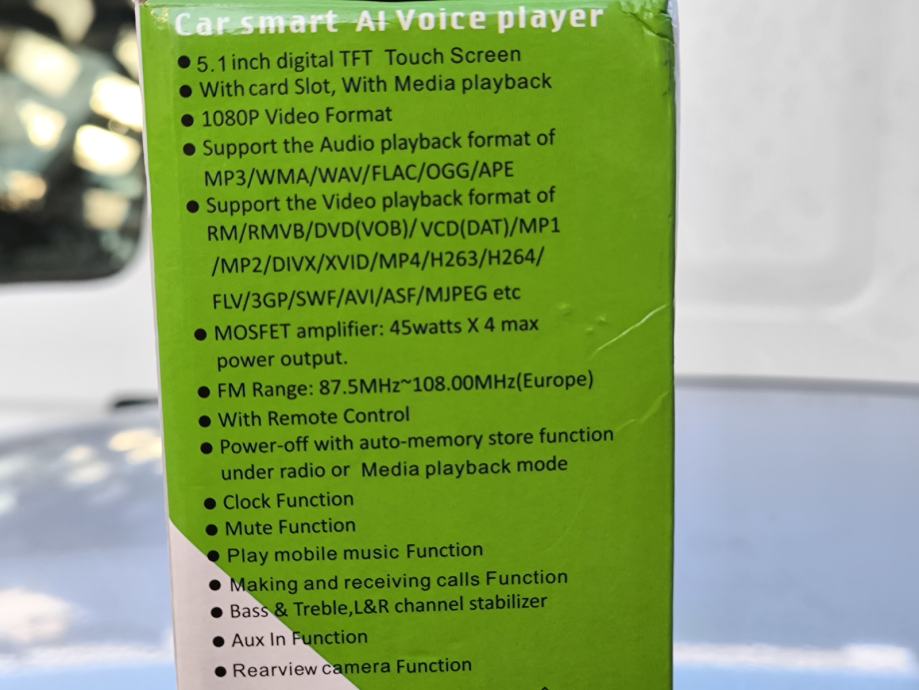 Car smart AI Voice player
● 5.1inch digital TFT Touch Screen
● With card Slot, With Media playback
● 1080P Video Format
● Support the Audio playback format of
MP3/WMA/WAV/FLAC/OGG/APE
● Support the Video playback format of
RM/RMVB/DVD(VOB)/ VCD(DAT)/MP1
/MP2/DIVX/XVID/MP4/H263/H264/
FLV/3GP/SWF/AVI/ASF/MJPEG etc
● MOSFET amplifier: 45watts X 4 max
power output.
● FM Range: 87.5MHz~108.00MHz(Europe)
● With Remote Control
● Power-off with auto-memory store function
under radio or Media playback mode
● Clock Function
● Mute Function
● Play mobile music Function
● Making and receiving calls Function
● Bass & Treble,L&R channel stabilizer
● Aux In Function
● Rearview camera Function